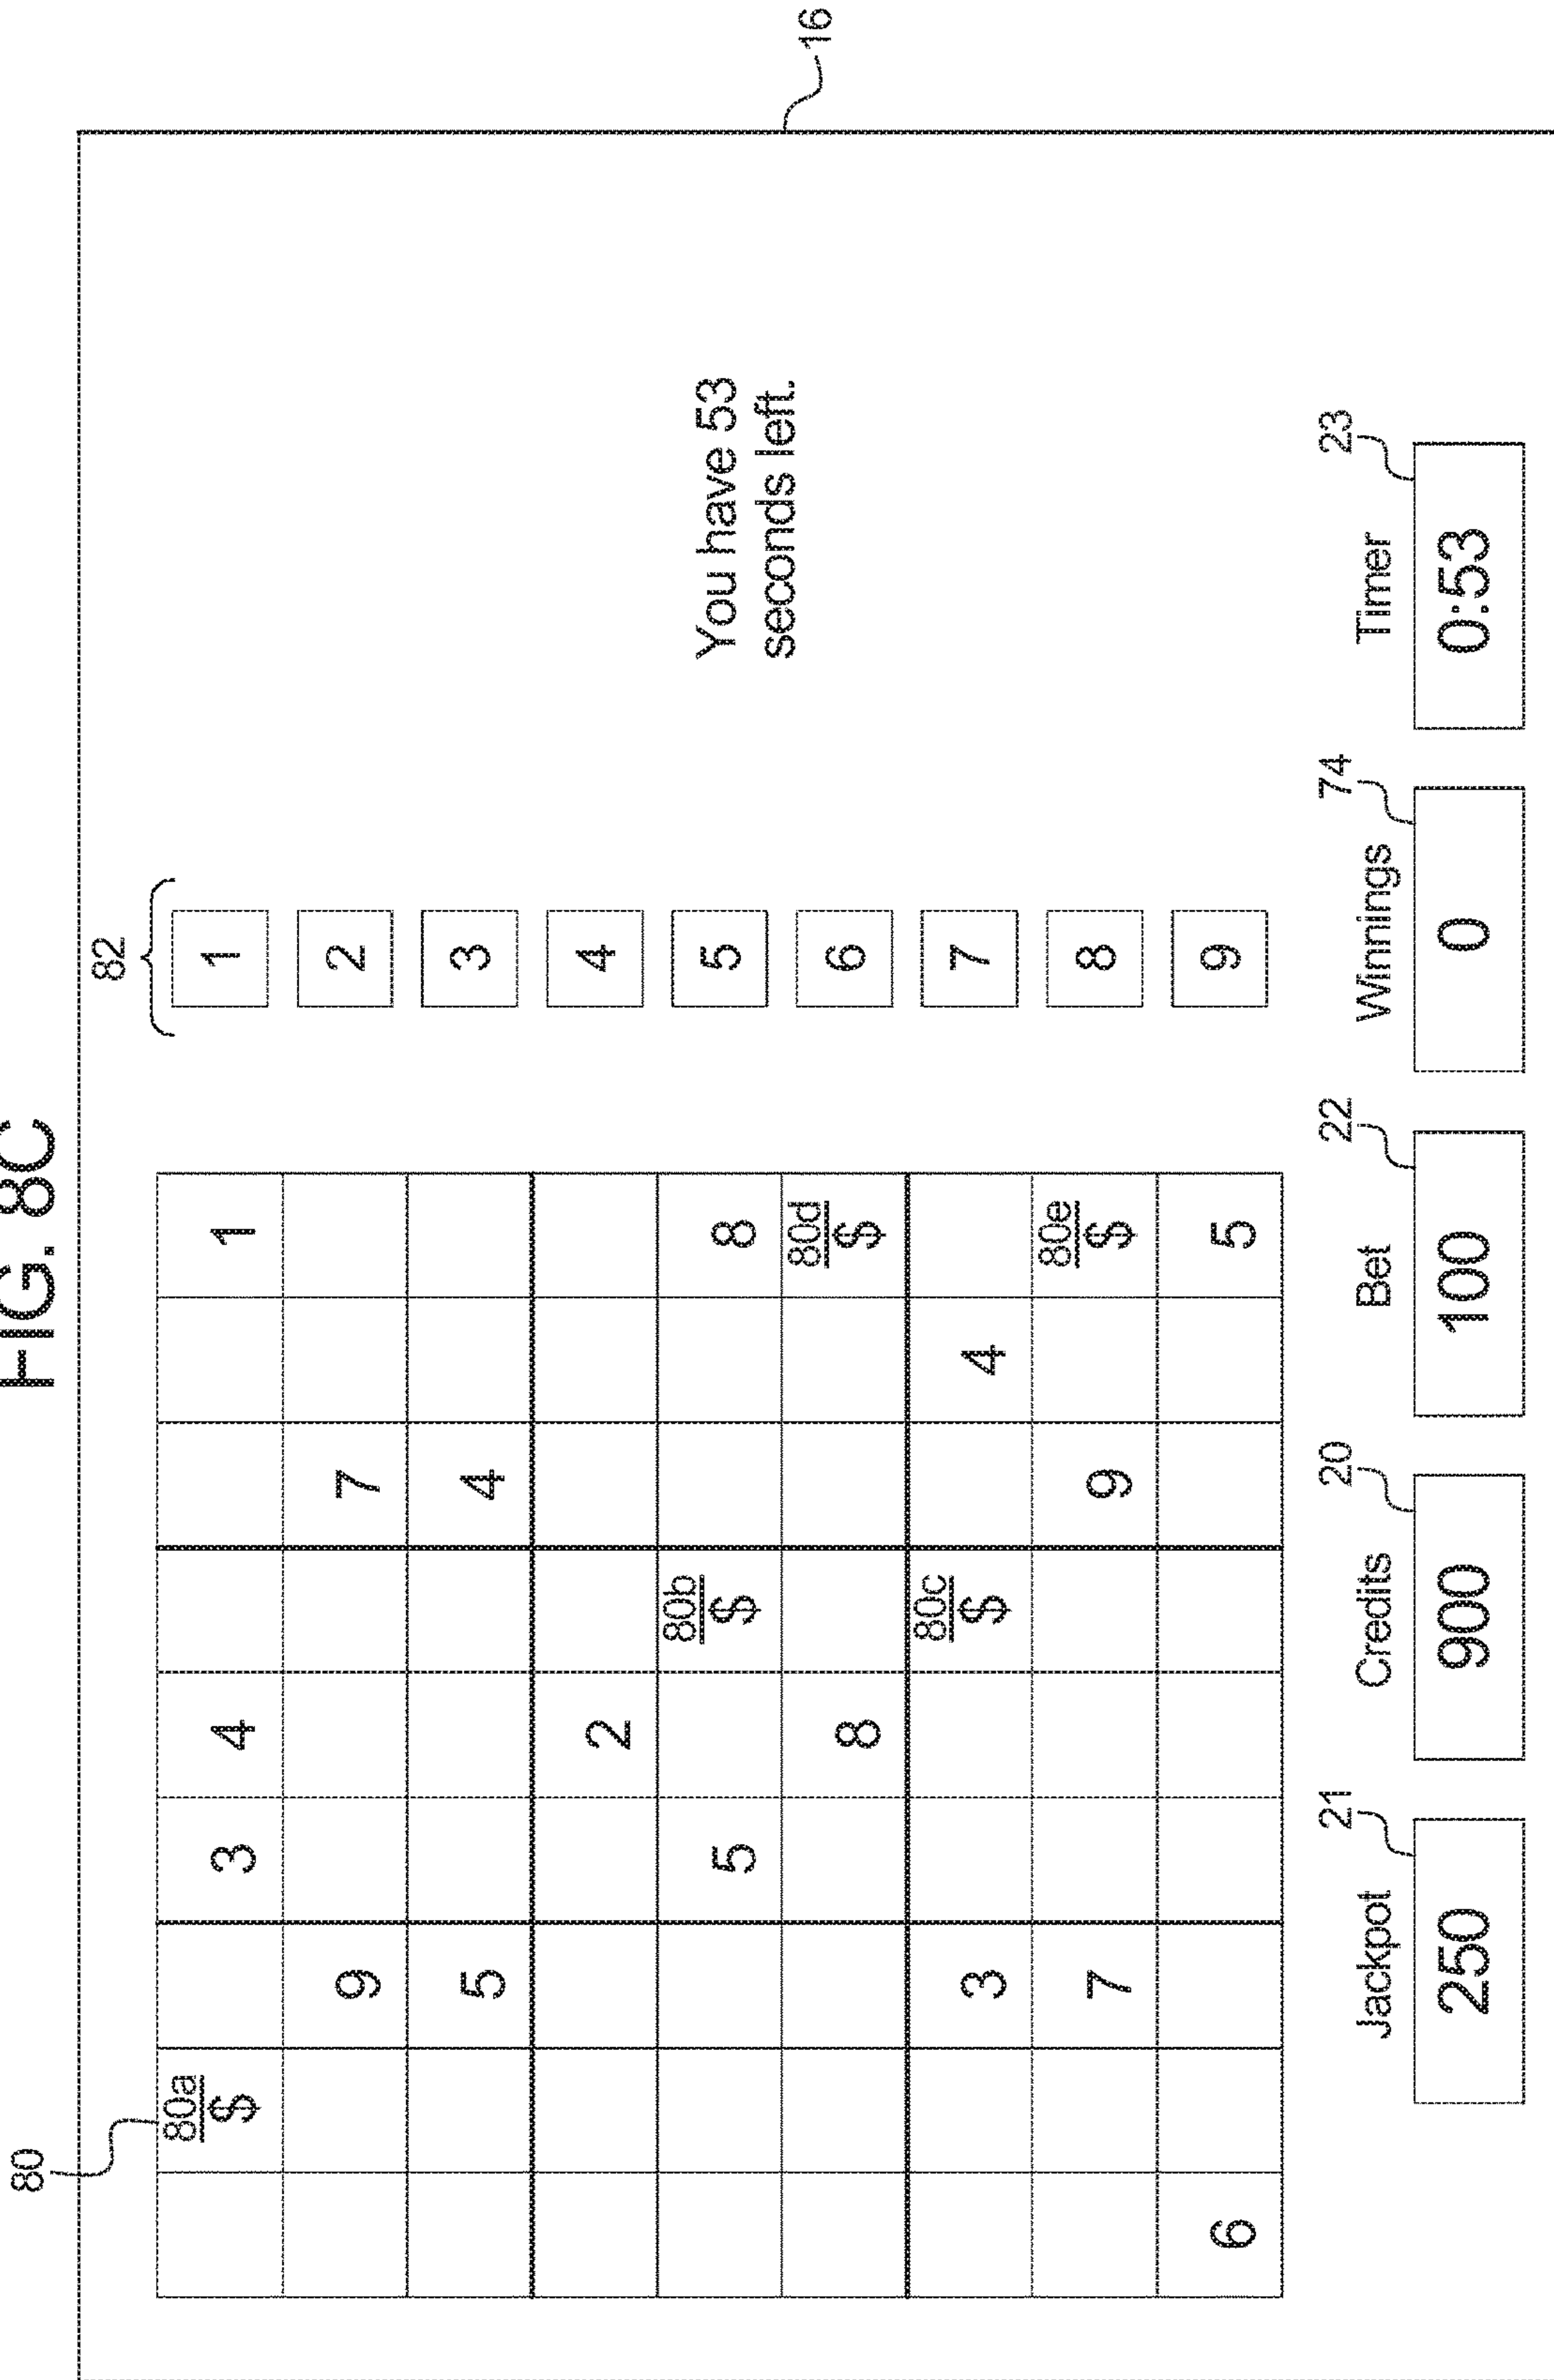 FIG. 8C
80
82
80a $ 3 4 1 1
9 7 2
5 4 3
2 4
5 80b $ 8 5
You have 53
seconds left.
8 80d $ 6
3 80c $ 4 7
7 9 80e $ 8
6 5 9
16
Jackpot 21 Credits 20 Bet 22 Winnings 74 Timer 23
250 900 100 0 0:53